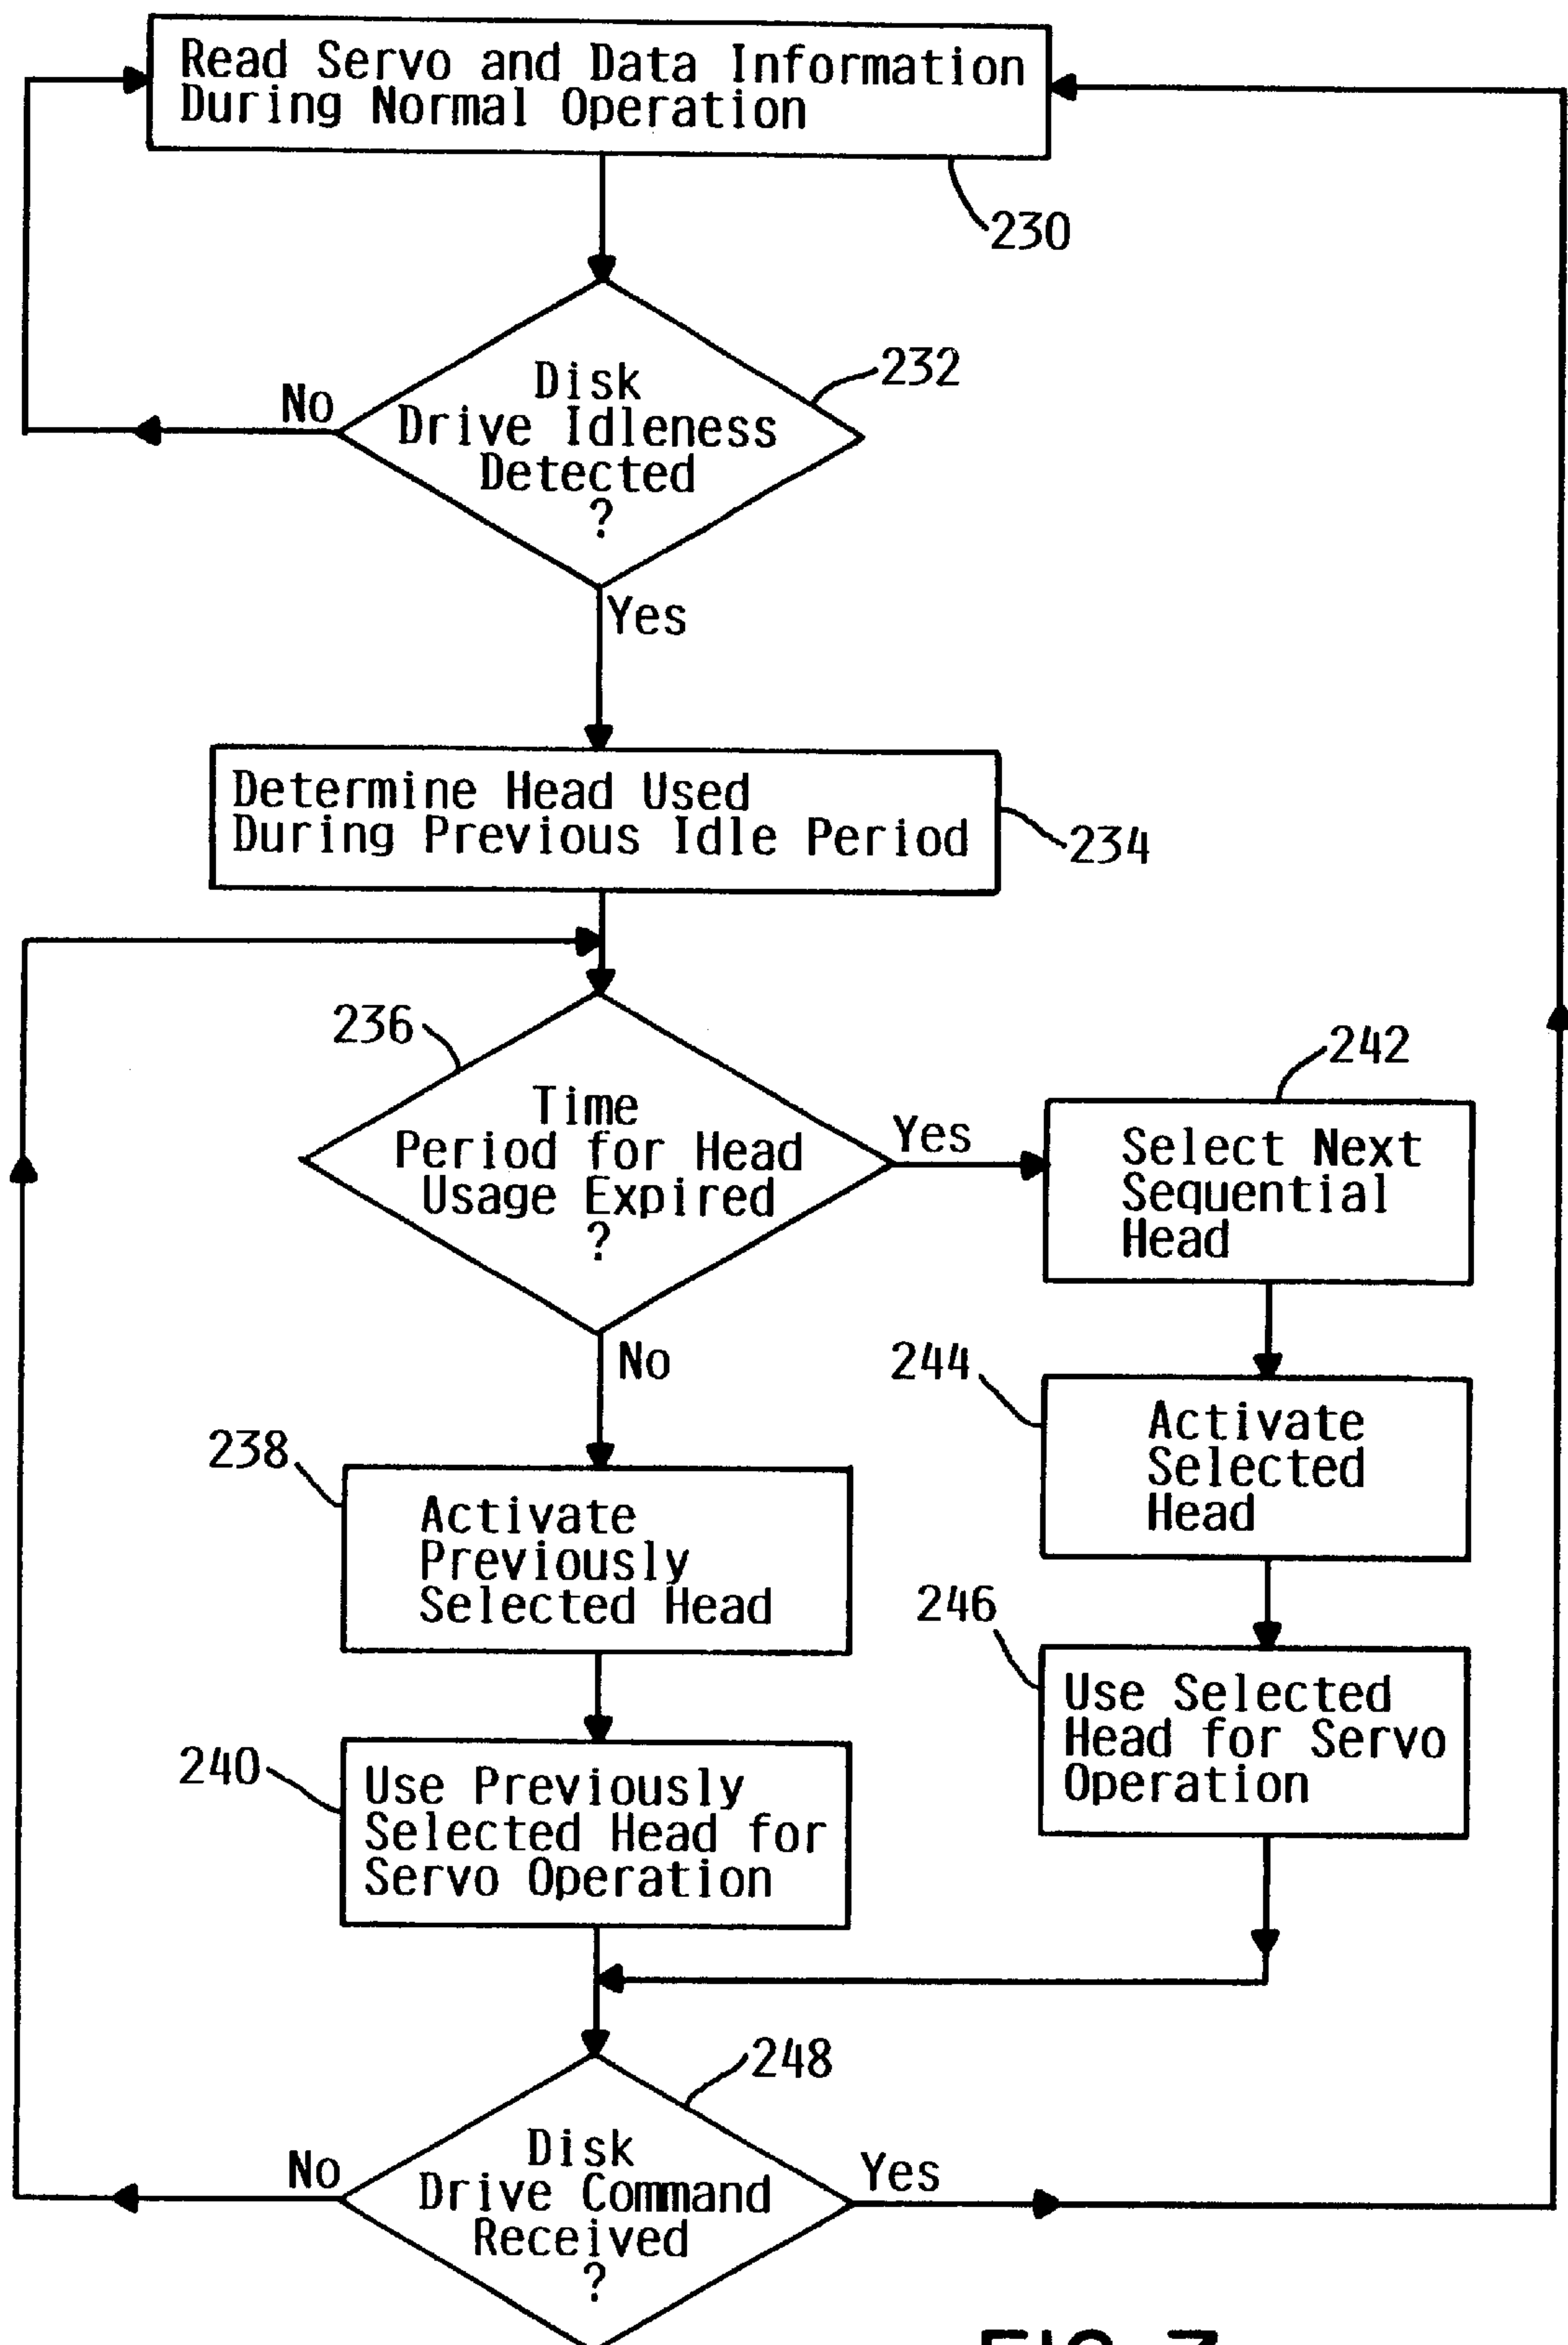 Read Servo and Data Information
During Normal Operation
230
Disk
Drive Idleness
Detected
?
232
No
Yes
Determine Head Used
During Previous Idle Period
234
236
Time
Period for Head
Usage Expired
?
Yes
No
242
Select Next
Sequential
Head
244
Activate
Selected
Head
238
Activate
Previously
Selected Head
246
Use Selected
Head for Servo
Operation
240
Use Previously
Selected Head for
Servo Operation
248
Disk
Drive Command
Received
?
No
Yes